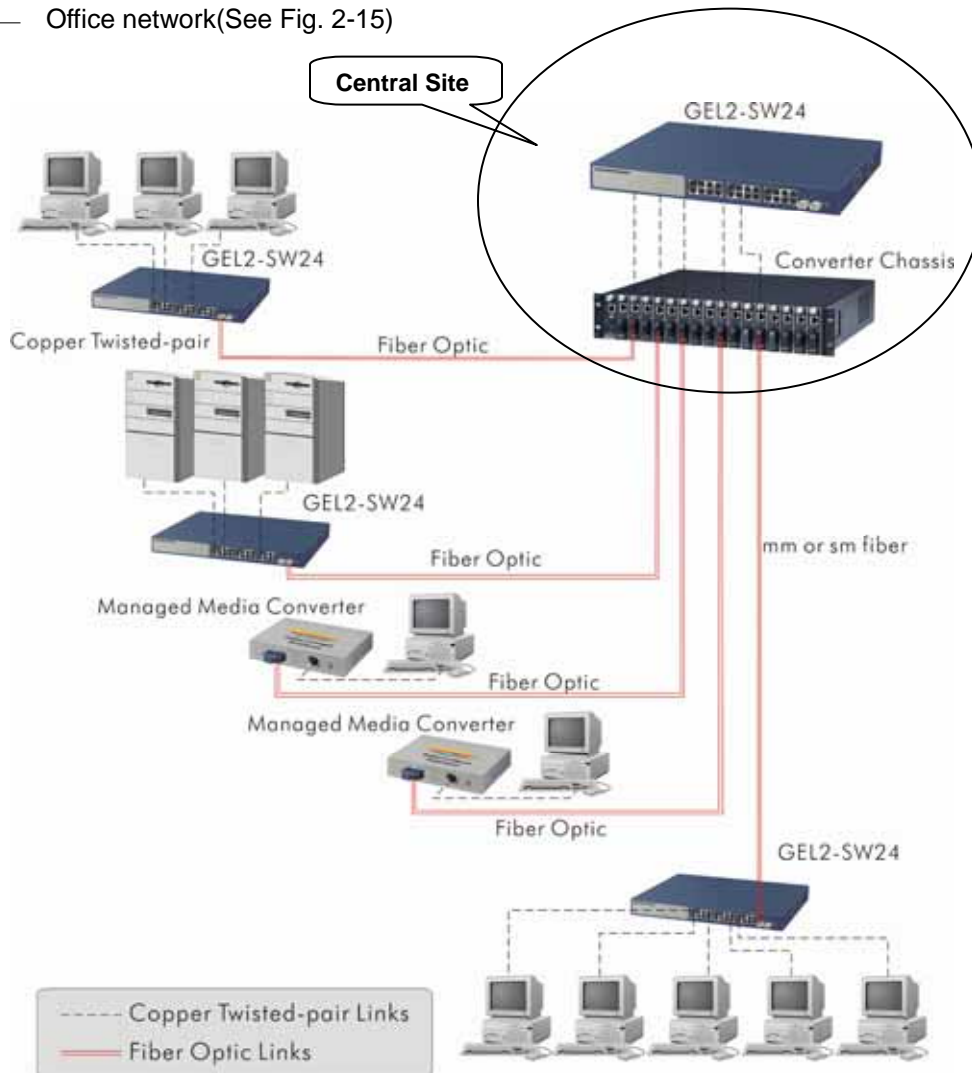 — Office network(See Fig. 2-15)
Central Site
GEL2-SW24
Converter Chassis
GEL2-SW24
Copper Twisted-pair
Fiber Optic
GEL2-SW24
Fiber Optic
mm or sm fiber
Managed Media Converter
Fiber Optic
Managed Media Converter
Fiber Optic
GEL2-SW24
Copper Twisted-pair Links
Fiber Optic Links